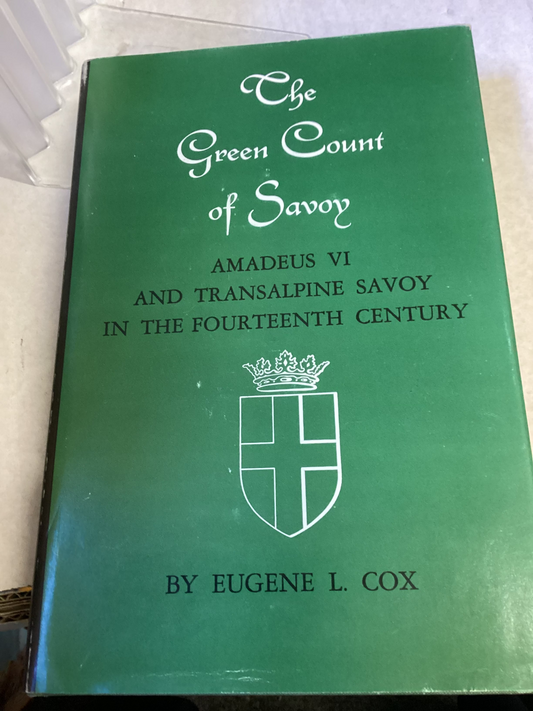 The
Green Count
of Savoy
AMADEUS VI
AND TRANSALPINE SAVOY
IN THE FOURTEENTH CENTURY
BY EUGENE L. COX